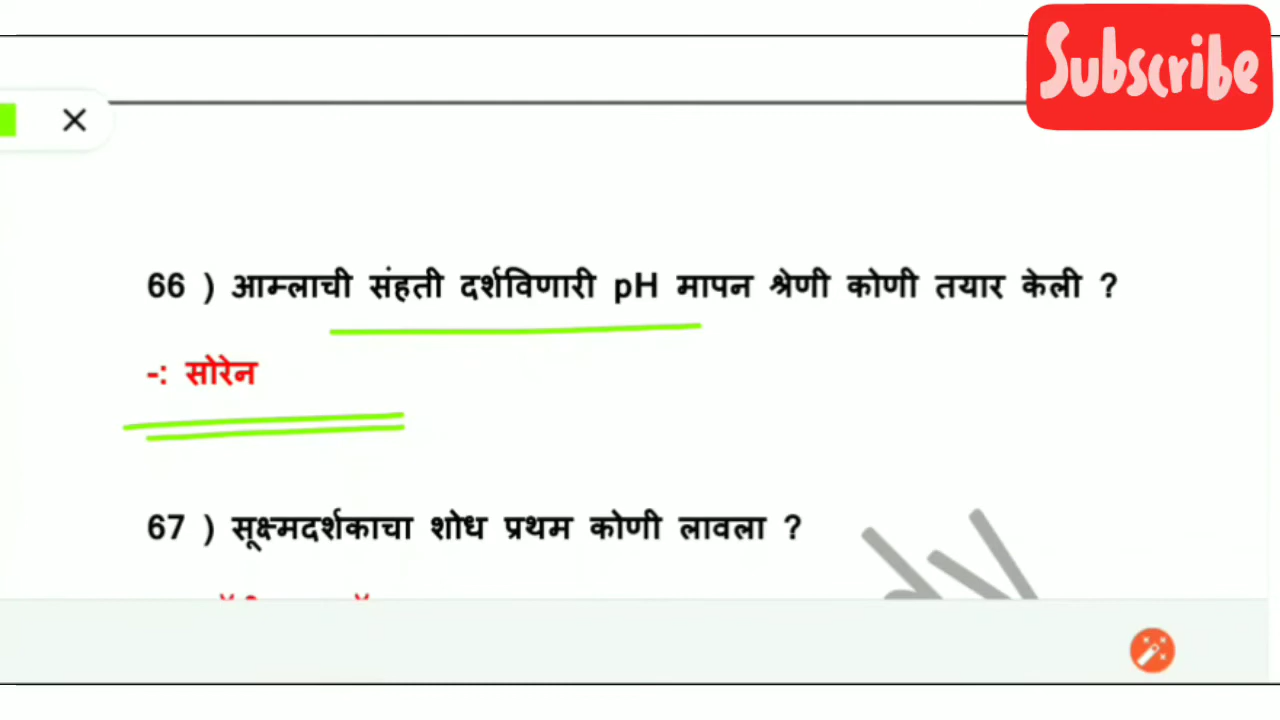 Subscribe
66 ) आम्लाची संहती दर्शविणारी pH मापन श्रेणी कोणी तयार केली ?
-: सोरेन
67 ) सूक्ष्मदर्शकाचा शोध प्रथम कोणी लावला ?